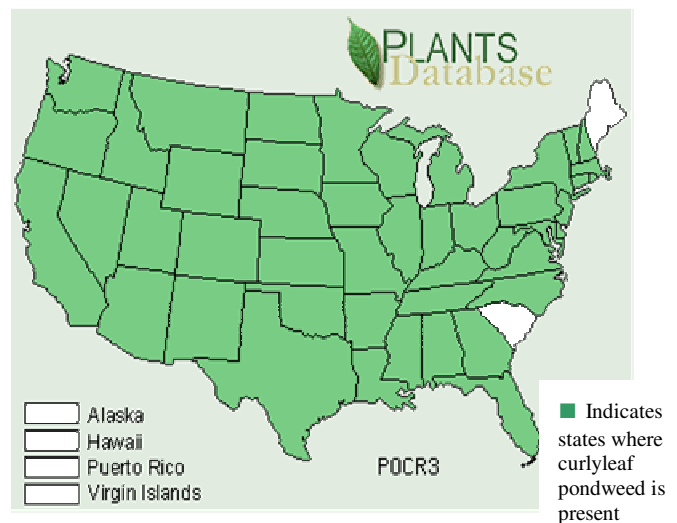 PLANTS
Database
Alaska
Hawaii
Puerto Rico
Virgin Islands
POCR3
Indicates
states where
curlyleaf
pondweed is
present